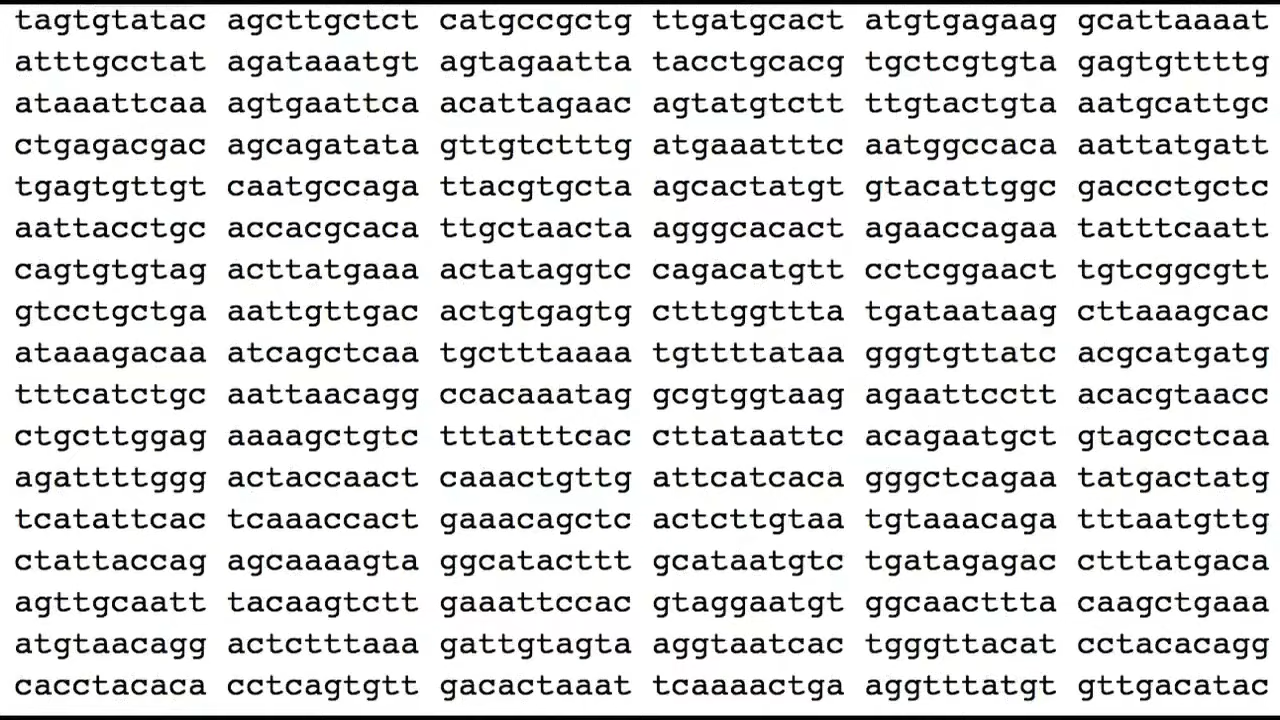 tagtgtatac agcttgctct catgccgctg ttgatgcact atgtgagaag gcattaaaat
atttgcctat agataaatgt agtagaatta tacctgcacg tgctcgtgta gagtgttttg
ataaattcaa agtgaattca acattagaac agtatgtctt ttgtactgta aatgcattgc
ctgagacgac agcagatata gttgtctttg atgaaatttc aatggccaca aattatgatt
tgagtgttgt caatgccaga ttacgtgcta agcactatgt gtacattggc gaccctgctc
aattacctgc accacgcaca ttgctaacta agggcacact agaaccagaa tatttcaatt
cagtgtgtag acttatgaaa actataggtc cagacatgtt cctcggaact tgtcggcgtt
gtcctgctga aattgttgac actgtgagtg ctttggttta tgataataag cttaaagcac
ataaagacaa atcagctcaa tgctttaaaa tgttttataa gggtgttatc acgcatgatg
tttcatctgc aattaacagg ccacaaatag gcgtggtaag agaattcctt acacgtaacc
ctgcttggag aaaagctgtc tttatttcac cttataattc acagaatgct gtagcctcaa
agattttggg actaccaact caaactgttg attcatcaca gggctcagaa tatgactatg
tcatattcac tcaaaccact gaaacagctc actcttgtaa tgtaaacaga tttaatgttg
ctattaccag agcaaaagta ggcatacttt gcataatgtc tgatagagac ctttatgaca
agttgcaatt tacaagtctt gaaattccac gtaggaatgt ggcaacttta caagctgaaa
atgtaacagg actctttaaa gattgtagta aggtaatcac tgggttacat cctacacagg
cacctacaca cctcagtgtt gacactaaat tcaaaactga aggtttatgt gttgacatac